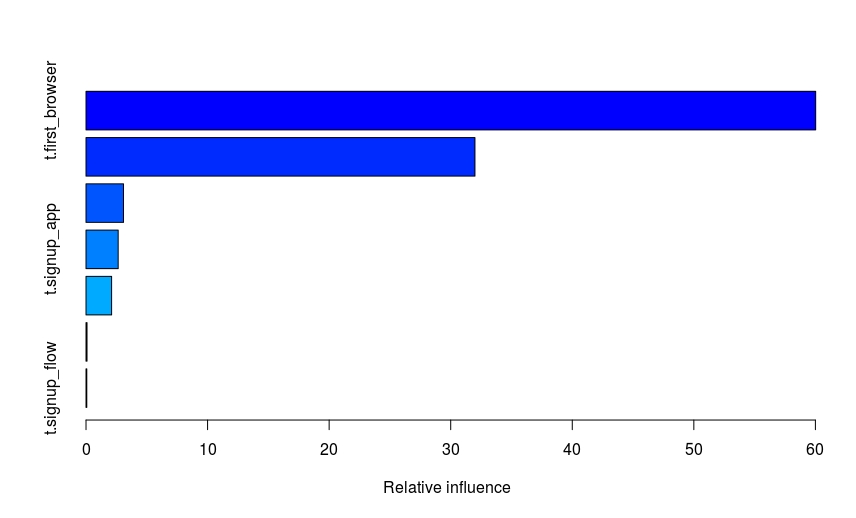 t.first_browser
t.signup_app
t.signup_flow
0 10 20 30 40 50 60
Relative influence